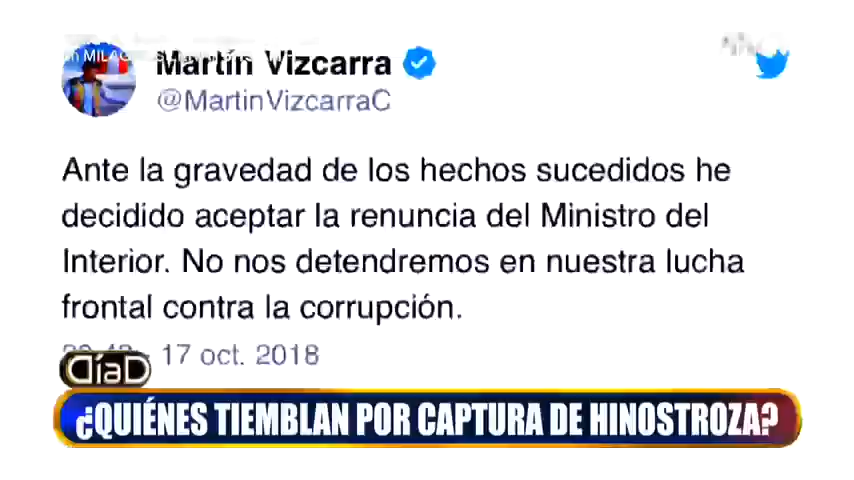 Martín Vizcarra
@MartinVizcarraC
Ante la gravedad de los hechos sucedidos he
decidido aceptar la renuncia del Ministro del
Interior. No nos detendremos en nuestra lucha
frontal contra la corrupción.
17 oct. 2018
DíaD
¿QUIÉNES TIEMBLAN POR CAPTURA DE HINOSTROZA?